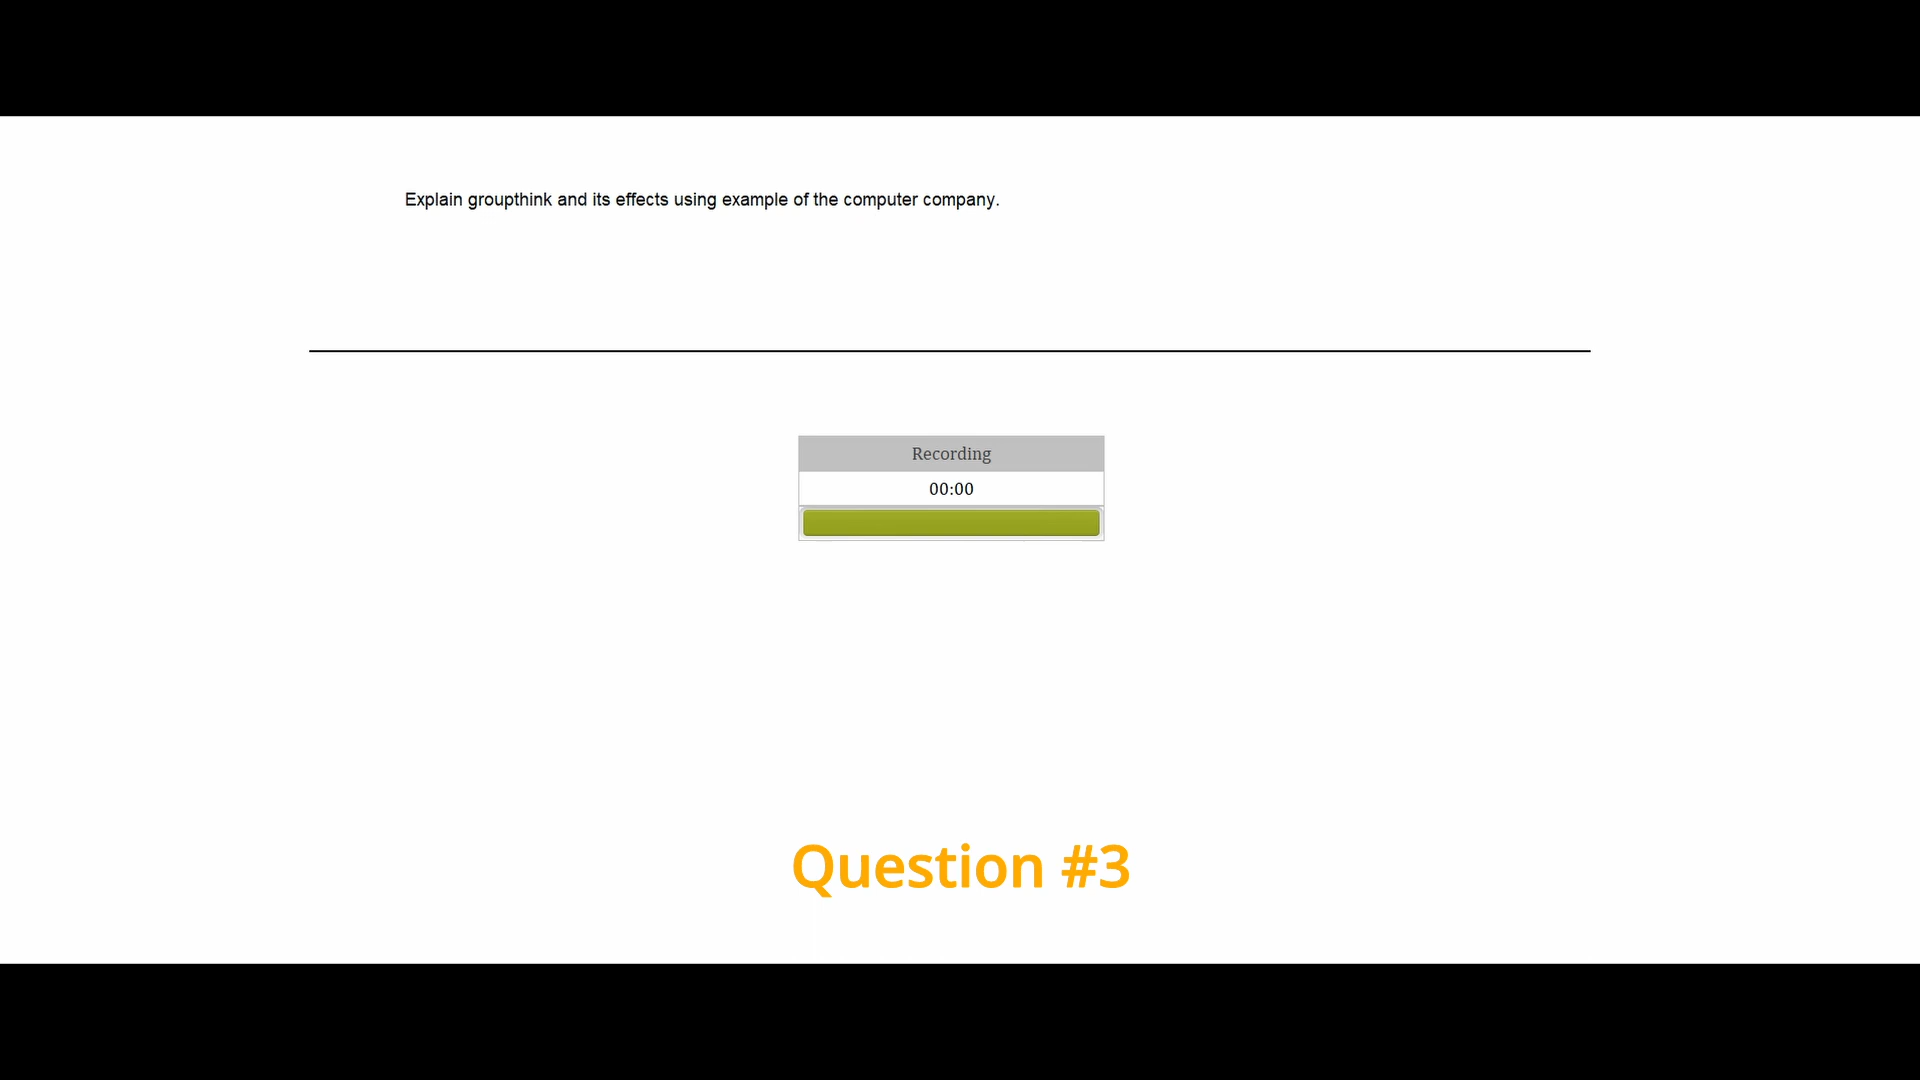 Explain groupthink and its effects using example of the computer company.
Recording
00:00
Question #3